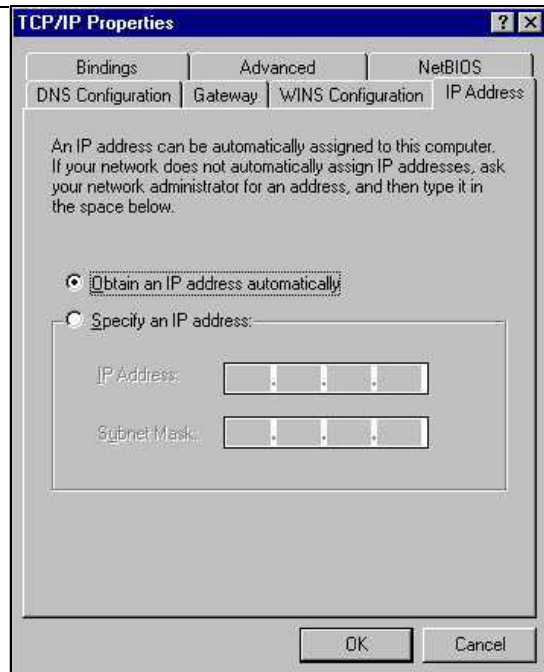 TCP/IP Properties
Bindings
Advanced
NetBIOS
DNS Configuration
Gateway
WINS Configuration
IP Address
An IP address can be automatically assigned to this computer.
If your network does not automatically assign IP addresses, ask
your network administrator for an address, and then type it in
the space below.
Obtain an IP address automatically
Specify an IP address:
IP Address:
Subnet Mask:
OK
Cancel